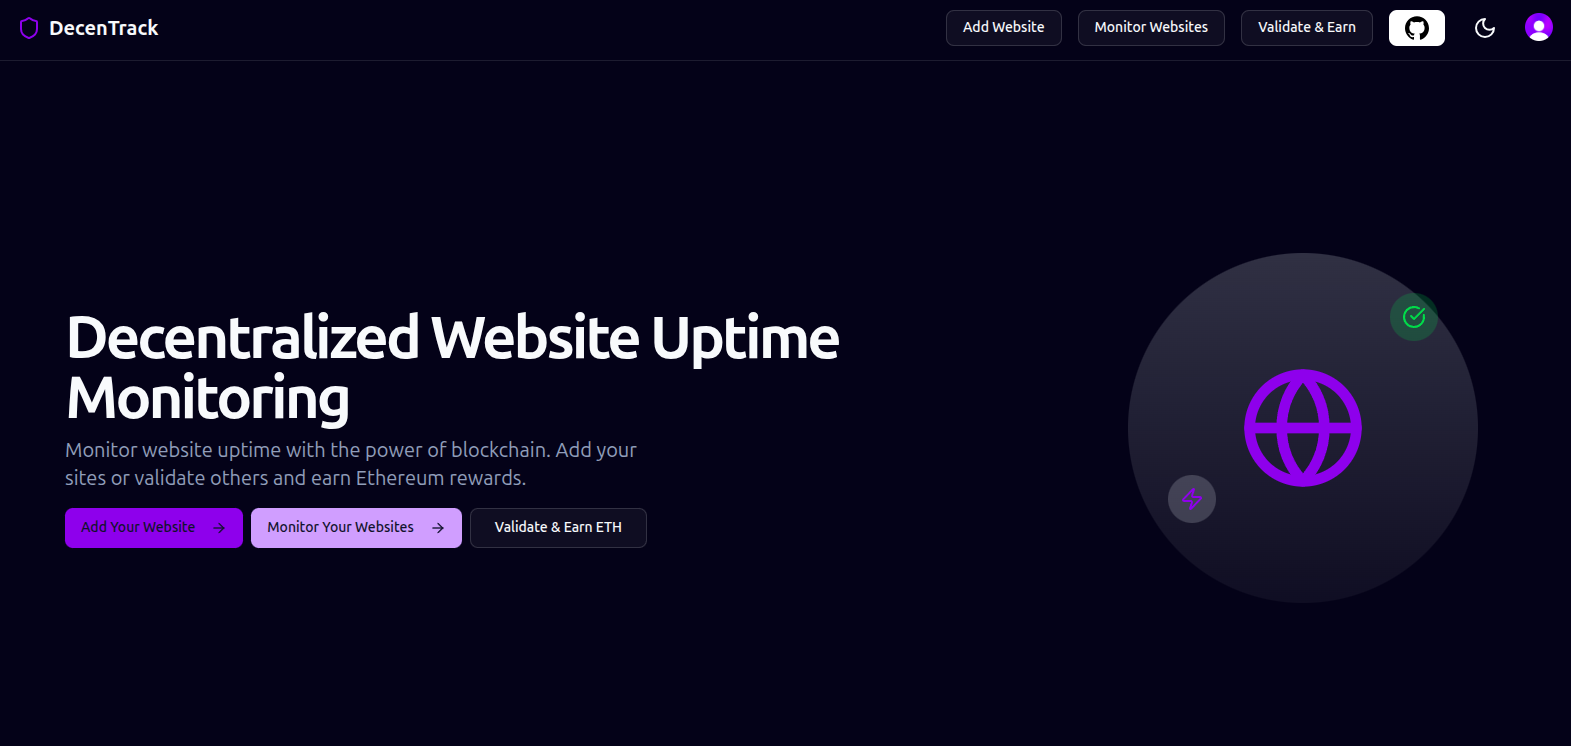 DecenTrack
Add Website
Monitor Websites
Validate & Earn
Decentralized Website Uptime
Monitoring
Monitor website uptime with the power of blockchain. Add your
sites or validate others and earn Ethereum rewards.
Add Your Website
Monitor Your Websites
Validate & Earn ETH